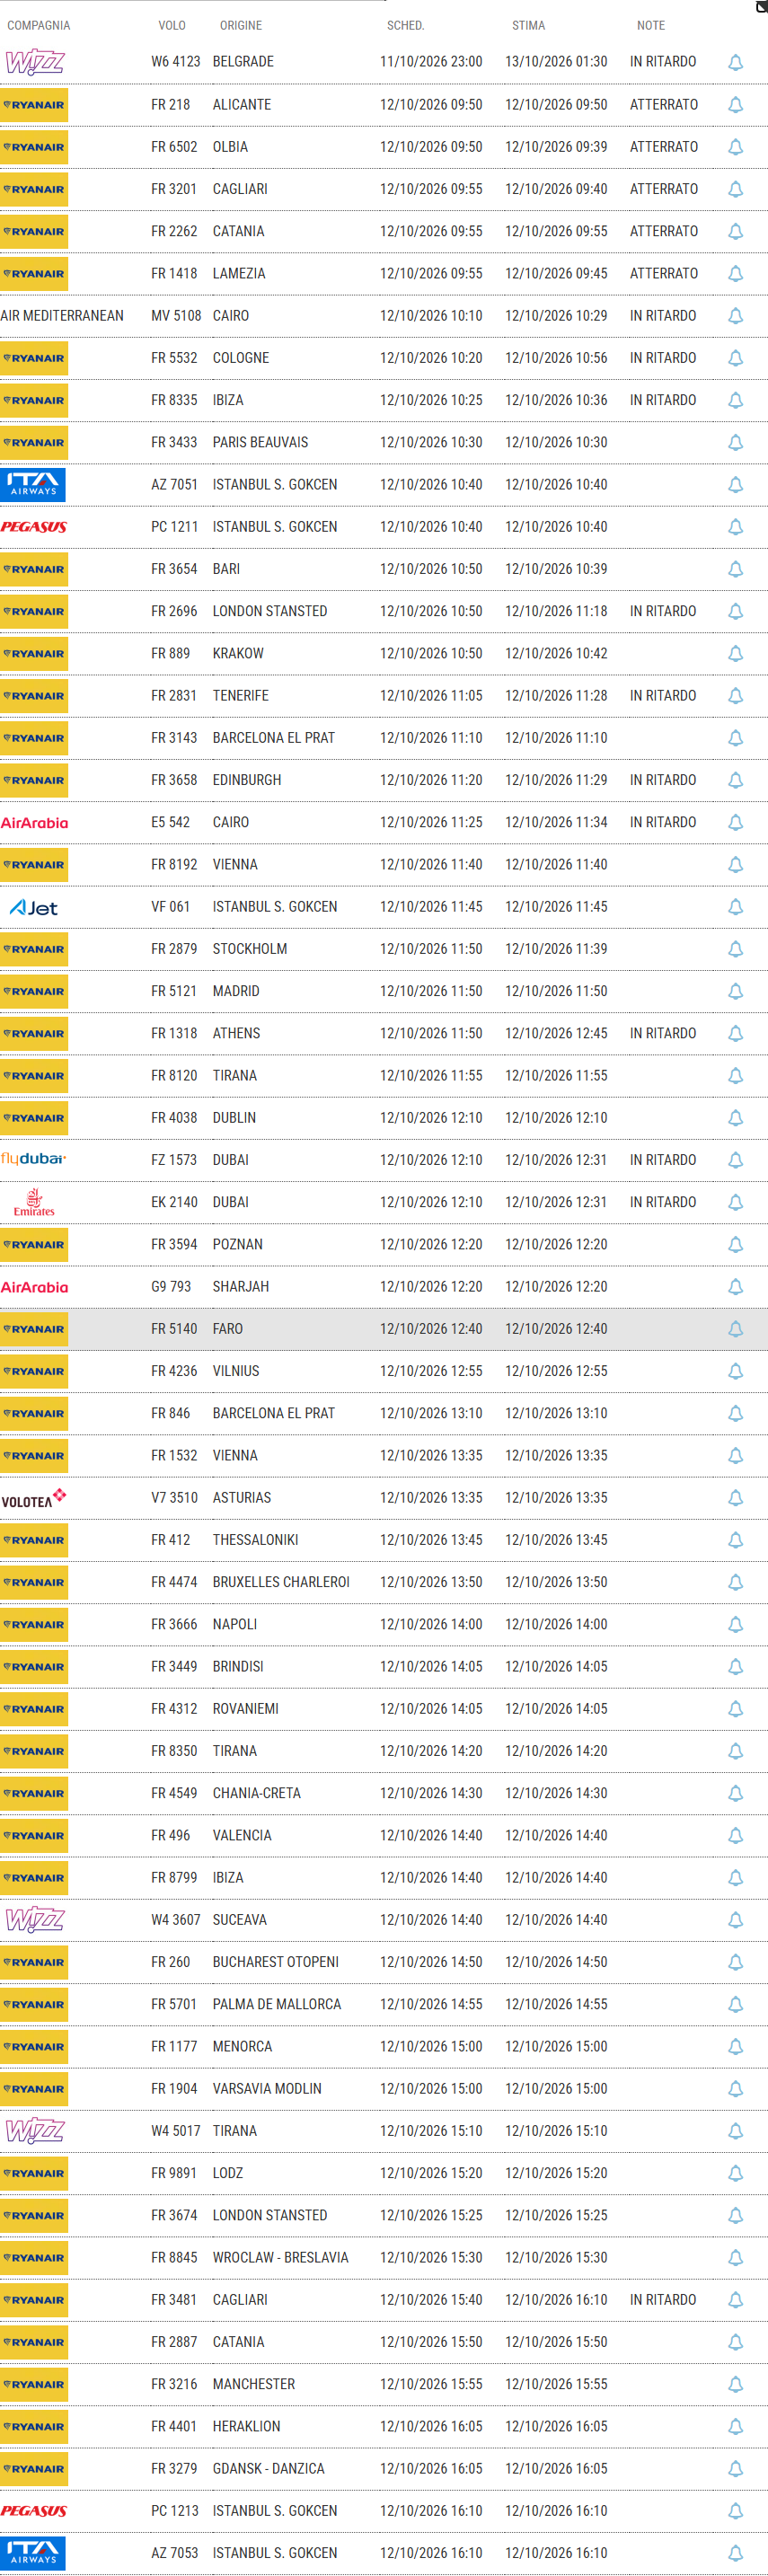 COMPAGNIA VOLO ORIGINE SCHED. STIMA NOTE
WIZZ W6 4123 BELGRADE 11/10/2026 23:00 13/10/2026 01:30 IN RITARDO
RYANAIR FR 218 ALICANTE 12/10/2026 09:50 12/10/2026 09:50 ATTERRATO
RYANAIR FR 6502 OLBIA 12/10/2026 09:50 12/10/2026 09:39 ATTERRATO
RYANAIR FR 3201 CAGLIARI 12/10/2026 09:55 12/10/2026 09:40 ATTERRATO
RYANAIR FR 2262 CATANIA 12/10/2026 09:55 12/10/2026 09:55 ATTERRATO
RYANAIR FR 1418 LAMEZIA 12/10/2026 09:55 12/10/2026 09:45 ATTERRATO
AIR MEDITERRANEAN MV 5108 CAIRO 12/10/2026 10:10 12/10/2026 10:29 IN RITARDO
RYANAIR FR 5532 COLOGNE 12/10/2026 10:20 12/10/2026 10:56 IN RITARDO
RYANAIR FR 8335 IBIZA 12/10/2026 10:25 12/10/2026 10:36 IN RITARDO
RYANAIR FR 3433 PARIS BEAUVAIS 12/10/2026 10:30 12/10/2026 10:30
ITA AIRWAYS AZ 7051 ISTANBUL S. GOKCEN 12/10/2026 10:40 12/10/2026 10:40
PEGASUS PC 1211 ISTANBUL S. GOKCEN 12/10/2026 10:40 12/10/2026 10:40
RYANAIR FR 3654 BARI 12/10/2026 10:50 12/10/2026 10:39
RYANAIR FR 2696 LONDON STANSTED 12/10/2026 10:50 12/10/2026 11:18 IN RITARDO
RYANAIR FR 889 KRAKOW 12/10/2026 10:50 12/10/2026 10:42
RYANAIR FR 2831 TENERIFE 12/10/2026 11:05 12/10/2026 11:28 IN RITARDO
RYANAIR FR 3143 BARCELONA EL PRAT 12/10/2026 11:10 12/10/2026 11:10
RYANAIR FR 3658 EDINBURGH 12/10/2026 11:20 12/10/2026 11:29 IN RITARDO
AirArabia E5 542 CAIRO 12/10/2026 11:25 12/10/2026 11:34 IN RITARDO
RYANAIR FR 8192 VIENNA 12/10/2026 11:40 12/10/2026 11:40
AJet VF 061 ISTANBUL S. GOKCEN 12/10/2026 11:45 12/10/2026 11:45
RYANAIR FR 2879 STOCKHOLM 12/10/2026 11:50 12/10/2026 11:39
RYANAIR FR 5121 MADRID 12/10/2026 11:50 12/10/2026 11:50
RYANAIR FR 1318 ATHENS 12/10/2026 11:50 12/10/2026 12:45 IN RITARDO
RYANAIR FR 8120 TIRANA 12/10/2026 11:55 12/10/2026 11:55
RYANAIR FR 4038 DUBLIN 12/10/2026 12:10 12/10/2026 12:10
flydubai FZ 1573 DUBAI 12/10/2026 12:10 12/10/2026 12:31 IN RITARDO
Emirates EK 2140 DUBAI 12/10/2026 12:10 12/10/2026 12:31 IN RITARDO
RYANAIR FR 3594 POZNAN 12/10/2026 12:20 12/10/2026 12:20
AirArabia G9 793 SHARJAH 12/10/2026 12:20 12/10/2026 12:20
RYANAIR FR 5140 FARO 12/10/2026 12:40 12/10/2026 12:40
RYANAIR FR 4236 VILNIUS 12/10/2026 12:55 12/10/2026 12:55
RYANAIR FR 846 BARCELONA EL PRAT 12/10/2026 13:10 12/10/2026 13:10
RYANAIR FR 1532 VIENNA 12/10/2026 13:35 12/10/2026 13:35
VOLOTEA V7 3510 ASTURIAS 12/10/2026 13:35 12/10/2026 13:35
RYANAIR FR 412 THESSALONIKI 12/10/2026 13:45 12/10/2026 13:45
RYANAIR FR 4474 BRUXELLES CHARLEROI 12/10/2026 13:50 12/10/2026 13:50
RYANAIR FR 3666 NAPOLI 12/10/2026 14:00 12/10/2026 14:00
RYANAIR FR 3449 BRINDISI 12/10/2026 14:05 12/10/2026 14:05
RYANAIR FR 4312 ROVANIEMI 12/10/2026 14:05 12/10/2026 14:05
RYANAIR FR 8350 TIRANA 12/10/2026 14:20 12/10/2026 14:20
RYANAIR FR 4549 CHANIA-CRETA 12/10/2026 14:30 12/10/2026 14:30
RYANAIR FR 496 VALENCIA 12/10/2026 14:40 12/10/2026 14:40
RYANAIR FR 8799 IBIZA 12/10/2026 14:40 12/10/2026 14:40
WIZZ W4 3607 SUCEAVA 12/10/2026 14:40 12/10/2026 14:40
RYANAIR FR 260 BUCHAREST OTOPENI 12/10/2026 14:50 12/10/2026 14:50
RYANAIR FR 5701 PALMA DE MALLORCA 12/10/2026 14:55 12/10/2026 14:55
RYANAIR FR 1177 MENORCA 12/10/2026 15:00 12/10/2026 15:00
RYANAIR FR 1904 VARSAVIA MODLIN 12/10/2026 15:00 12/10/2026 15:00
WIZZ W4 5017 TIRANA 12/10/2026 15:10 12/10/2026 15:10
RYANAIR FR 9891 LODZ 12/10/2026 15:20 12/10/2026 15:20
RYANAIR FR 3674 LONDON STANSTED 12/10/2026 15:25 12/10/2026 15:25
RYANAIR FR 8845 WROCLAW - BRESLAVIA 12/10/2026 15:30 12/10/2026 15:30
RYANAIR FR 3481 CAGLIARI 12/10/2026 15:40 12/10/2026 16:10 IN RITARDO
RYANAIR FR 2887 CATANIA 12/10/2026 15:50 12/10/2026 15:50
RYANAIR FR 3216 MANCHESTER 12/10/2026 15:55 12/10/2026 15:55
RYANAIR FR 4401 HERAKLION 12/10/2026 16:05 12/10/2026 16:05
RYANAIR FR 3279 GDANSK - DANZICA 12/10/2026 16:05 12/10/2026 16:05
PEGASUS PC 1213 ISTANBUL S. GOKCEN 12/10/2026 16:10 12/10/2026 16:10
ITA AIRWAYS AZ 7053 ISTANBUL S. GOKCEN 12/10/2026 16:10 12/10/2026 16:10